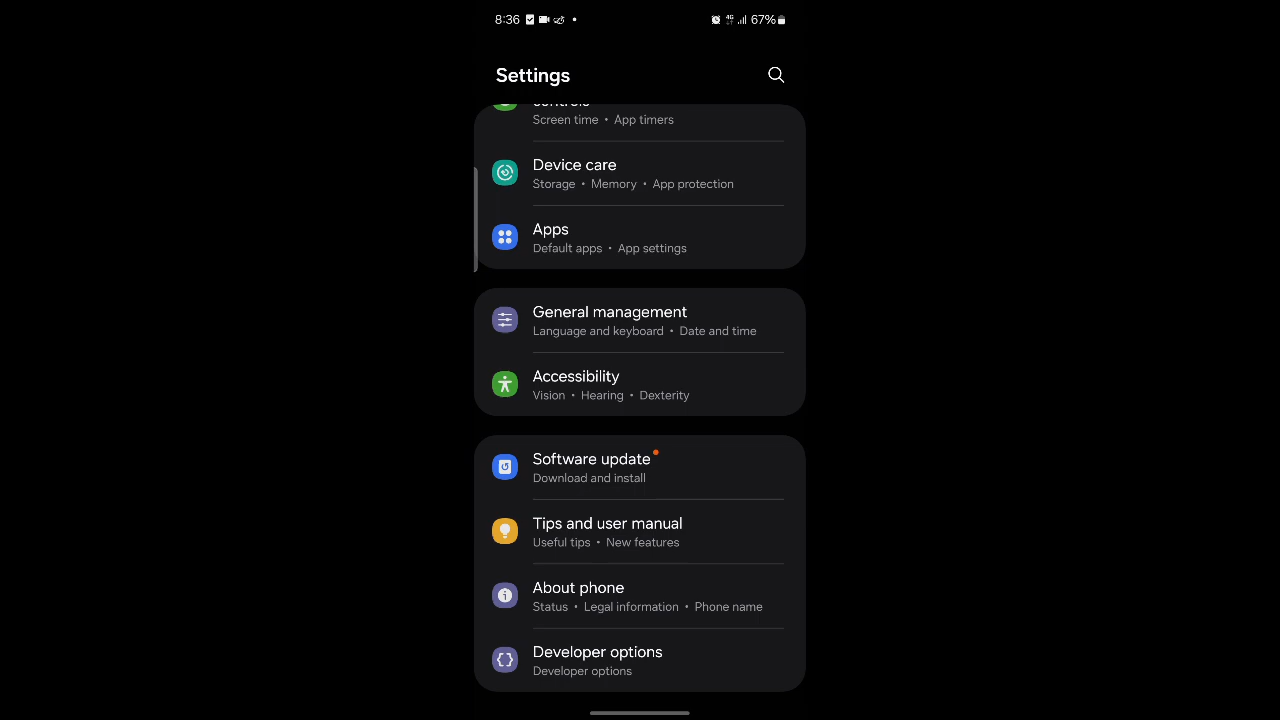 8:36
4G
67%
Settings
controls
Screen time • App timers
Device care
Storage • Memory • App protection
Apps
Default apps • App settings
General management
Language and keyboard • Date and time
Accessibility
Vision • Hearing • Dexterity
Software update
Download and install
Tips and user manual
Useful tips • New features
About phone
Status • Legal information • Phone name
Developer options
Developer options